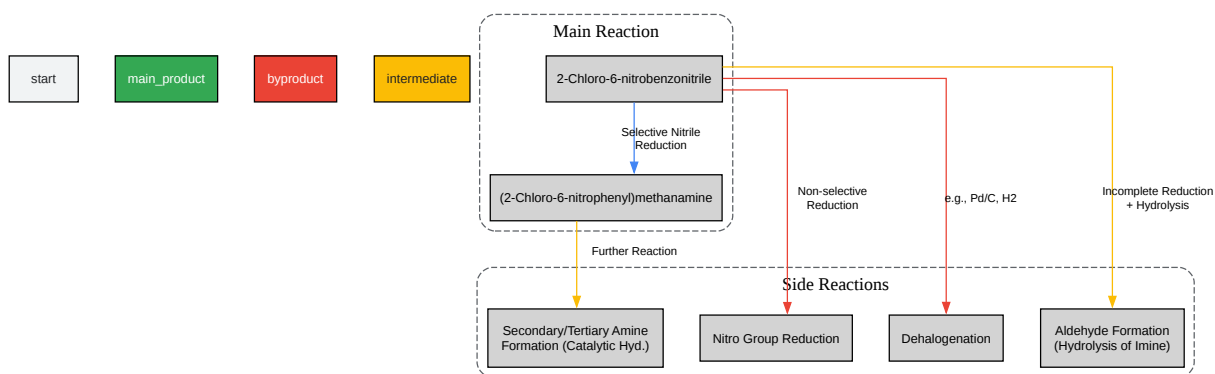 Main Reaction
start
main_product
byproduct
intermediate
2-Chloro-6-nitrobenzonitrile
Selective Nitrile
Reduction
(2-Chloro-6-nitrophenyl)methanamine
Non-selective
Reduction
e.g., Pd/C, H2
Incomplete Reduction
+ Hydrolysis
Further Reaction
Side Reactions
Secondary/Tertiary Amine
Formation (Catalytic Hyd.)
Nitro Group Reduction
Dehalogenation
Aldehyde Formation
(Hydrolysis of Imine)